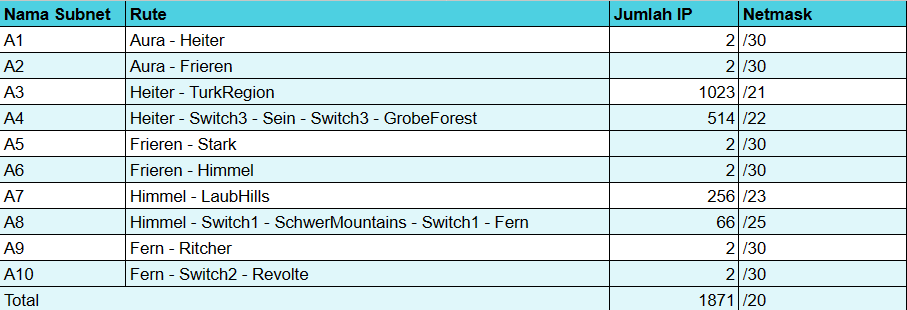 Nama Subnet Rute Jumlah IP Netmask
A1 Aura - Heiter 2 /30
A2 Aura - Frieren 2 /30
A3 Heiter - TurkRegion 1023 /21
A4 Heiter - Switch3 - Sein - Switch3 - GrobeForest 514 /22
A5 Frieren - Stark 2 /30
A6 Frieren - Himmel 2 /30
A7 Himmel - LaubHills 256 /23
A8 Himmel - Switch1 - SchwerMountains - Switch1 - Fern 66 /25
A9 Fern - Ritcher 2 /30
A10 Fern - Switch2 - Revolte 2 /30
Total 1871 /20